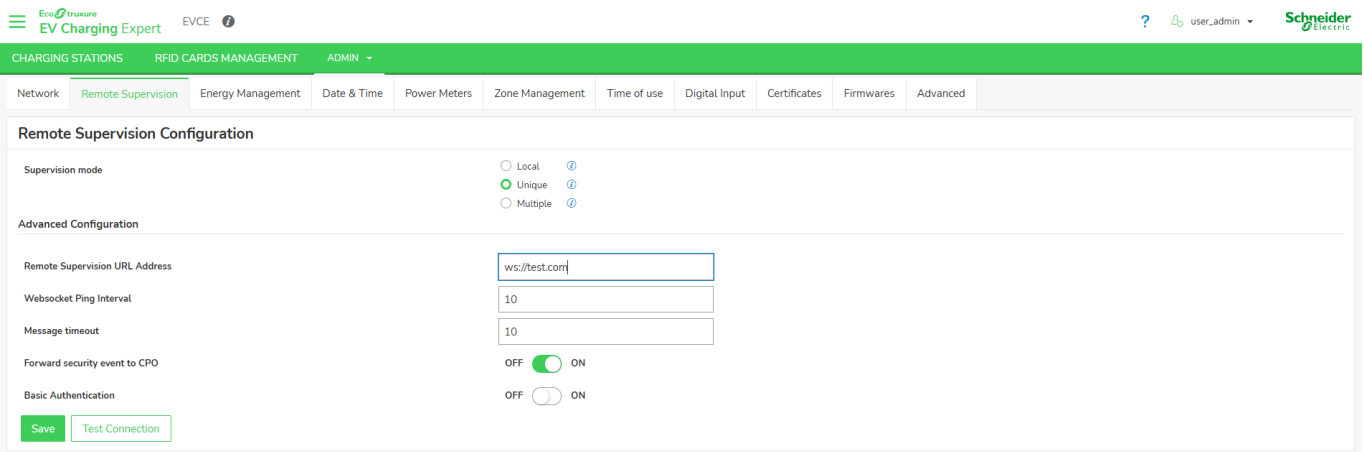 EcoStruxure
EV Charging Expert
EVCE
?
user_admin
Schneider
Electric
CHARGING STATIONS RFID CARDS MANAGEMENT ADMIN
Network Remote Supervision Energy Management Date & Time Power Meters Zone Management Time of use Digital Input Certificates Firmwares Advanced
Remote Supervision Configuration
Supervision mode
Local
Unique
Multiple
Advanced Configuration
Remote Supervision URL Address ws://test.com
Websocket Ping Interval 10
Message timeout 10
Forward security event to CPO OFF ON
Basic Authentication OFF ON
Save Test Connection